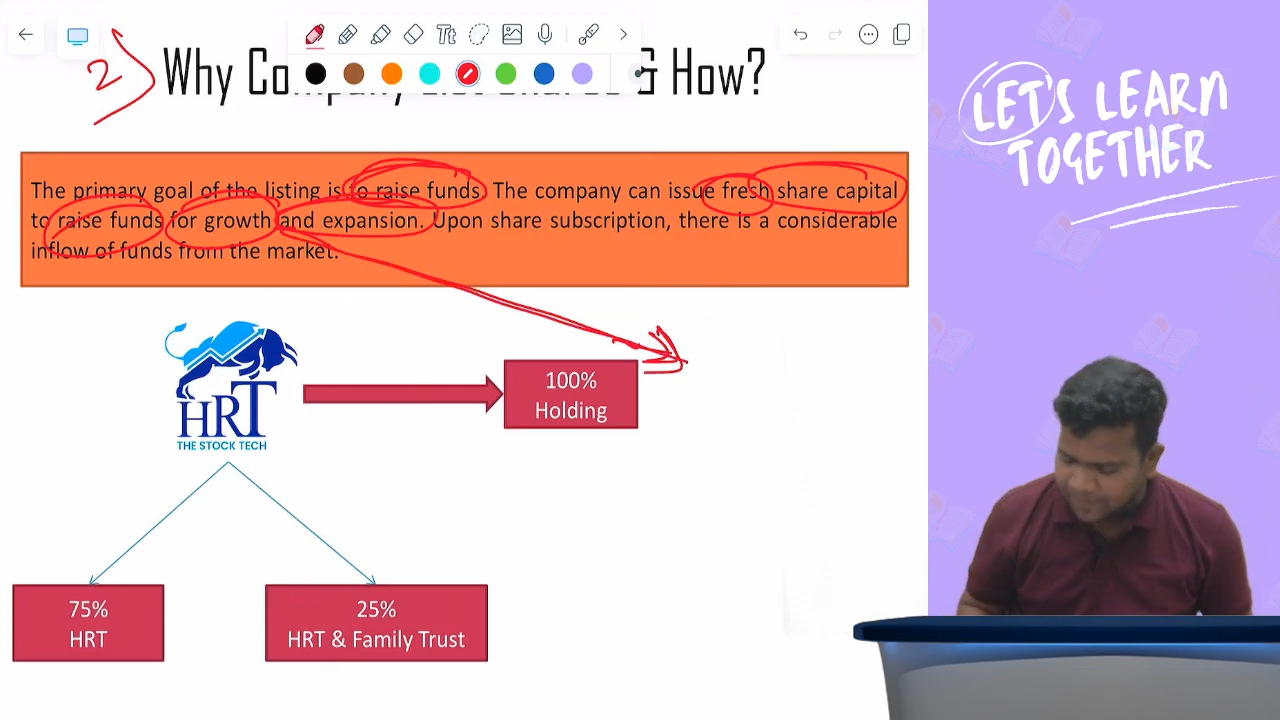 2) Why Co & How?
LET'S LEARN
TOGETHER
The primary goal of the listing is to raise funds. The company can issue fresh share capital
to raise funds for growth and expansion. Upon share subscription, there is a considerable
inflow of funds from the market.
HRT
THE STOCK TECH
100%
Holding
75%
HRT
25%
HRT & Family Trust
Tt